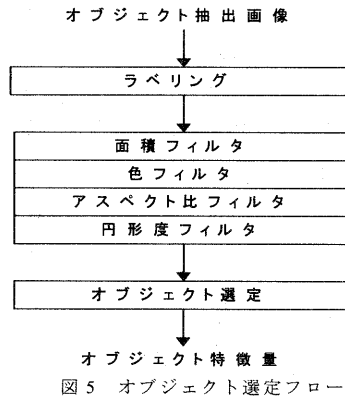 オブジェクト抽出画像
ラベリング
面積フィルタ
色フィルタ
アスペクト比フィルタ
円形度フィルタ
オブジェクト選定
オブジェクト特徴量
図5 オブジェクト選定フロー